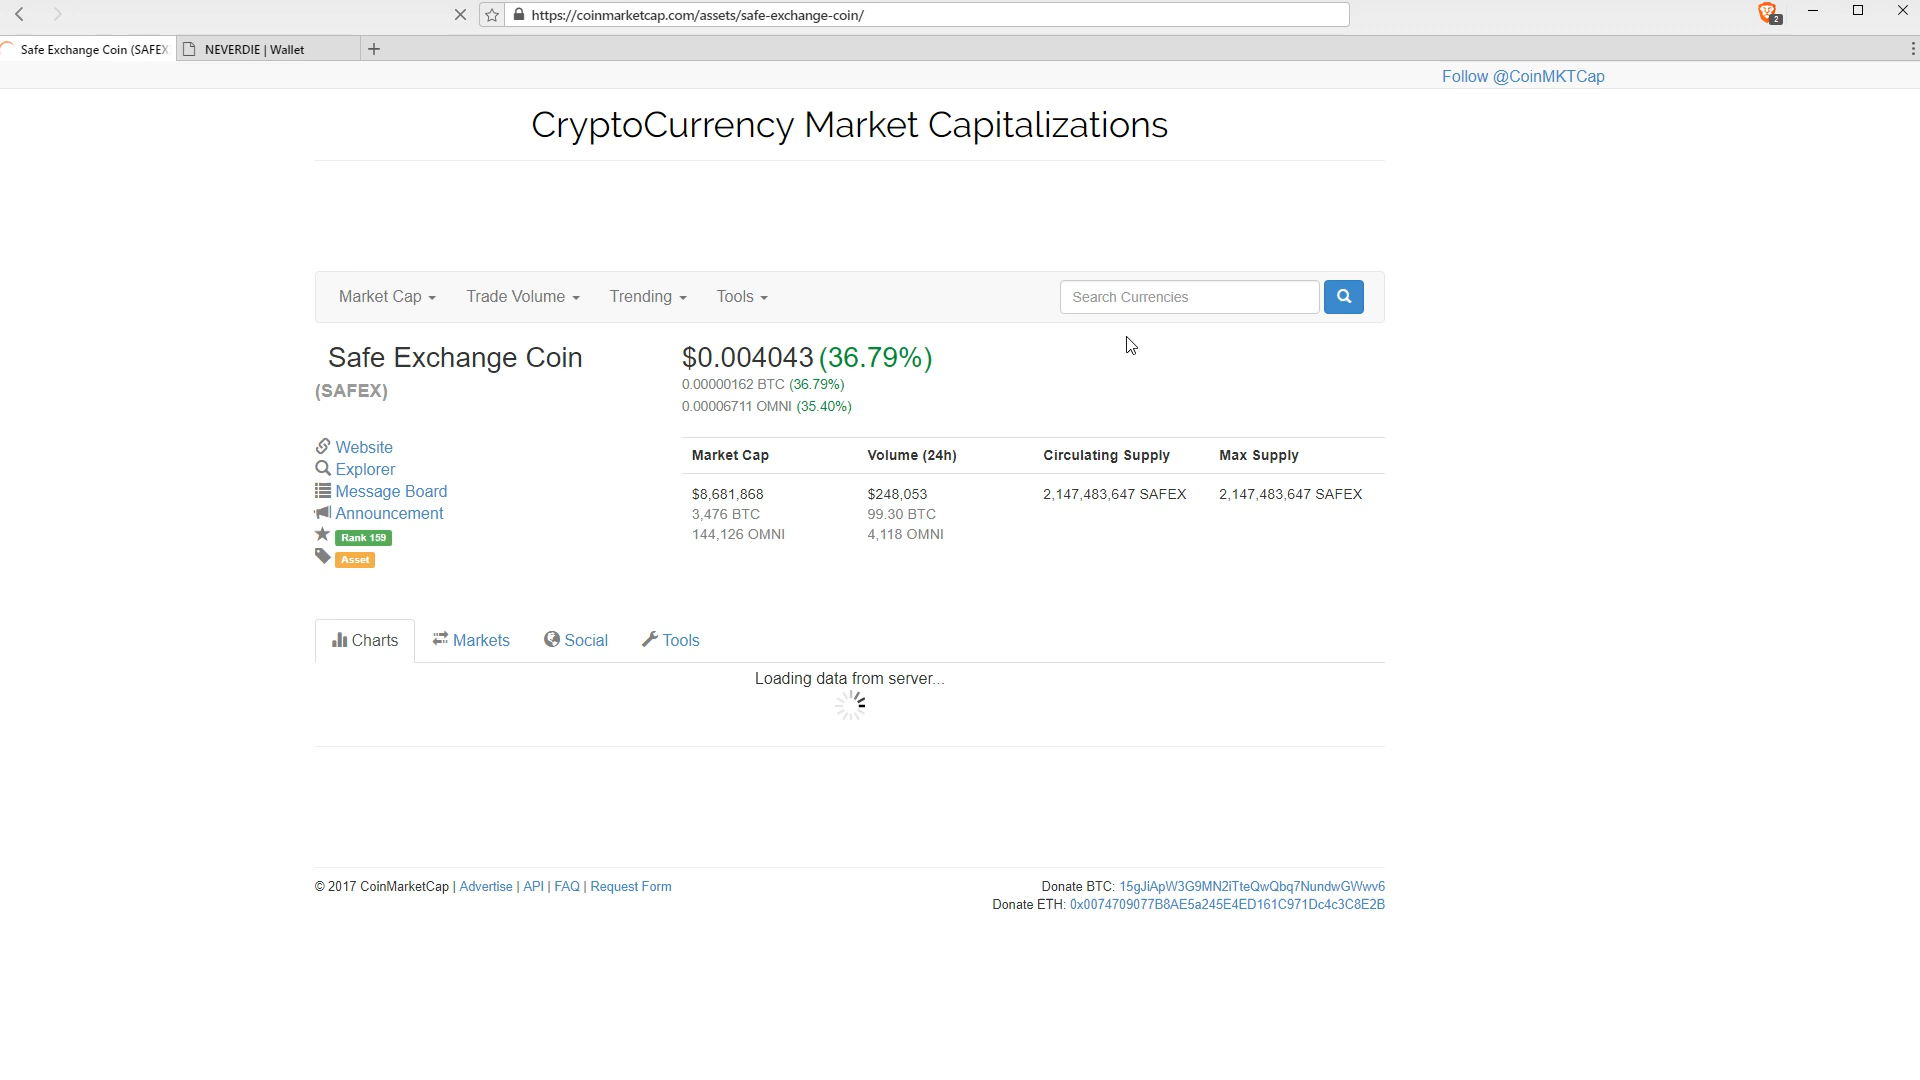 https://coinmarketcap.com/assets/safe-exchange-coin/
2
Safe Exchange Coin (SAFEX
NEVERDIE | Wallet
Follow @CoinMKTCap
CryptoCurrency Market Capitalizations
Market Cap Trade Volume Trending Tools Search Currencies
Safe Exchange Coin $0.004043 (36.79%)
(SAFEX) 0.00000162 BTC (36.79%)
0.00006711 OMNI (35.40%)
Website
Explorer
Message Board
Announcement
Rank 159
Asset
Market Cap Volume (24h) Circulating Supply Max Supply
$8,681,868 $248,053 2,147,483,647 SAFEX 2,147,483,647 SAFEX
3,476 BTC 99.30 BTC
144,126 OMNI 4,118 OMNI
Charts Markets Social Tools
Loading data from server...
© 2017 CoinMarketCap | Advertise | API | FAQ | Request Form
Donate BTC: 15gJiApW3G9MN2iTteQwQbq7NundwGWwv6
Donate ETH: 0x0074709077B8AE5a245E4ED161C971Dc4c3C8E2B